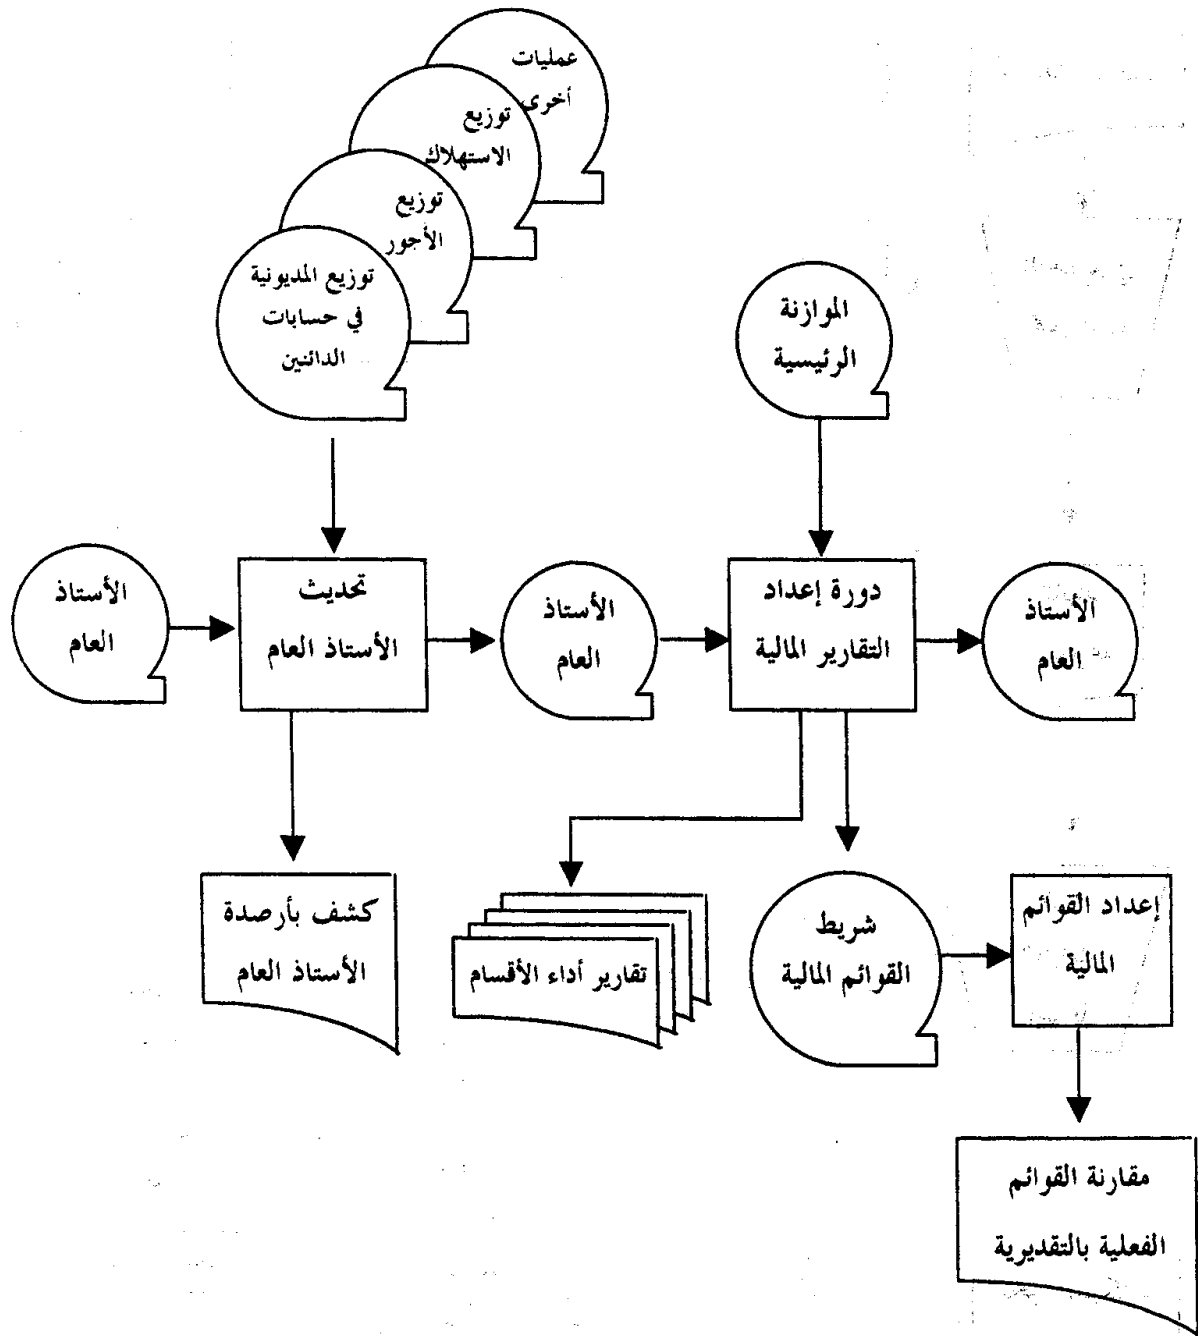 عمليات
أخرى
توزيع
الاستهلاك
توزيع
الأجور
توزيع المديونية
في حسابات
الدائنين
الموازنة
الرئيسية
الأستاذ
العام
تحديث
الأستاذ العام
الأستاذ
العام
دورة إعداد
التقارير المالية
الأستاذ
العام
كشف بأرصدة
الأستاذ العام
تقارير أداء الأقسام
شريط
القوائم المالية
إعداد القوائم
المالية
مقارنة القوائم
الفعلية بالتقديرية